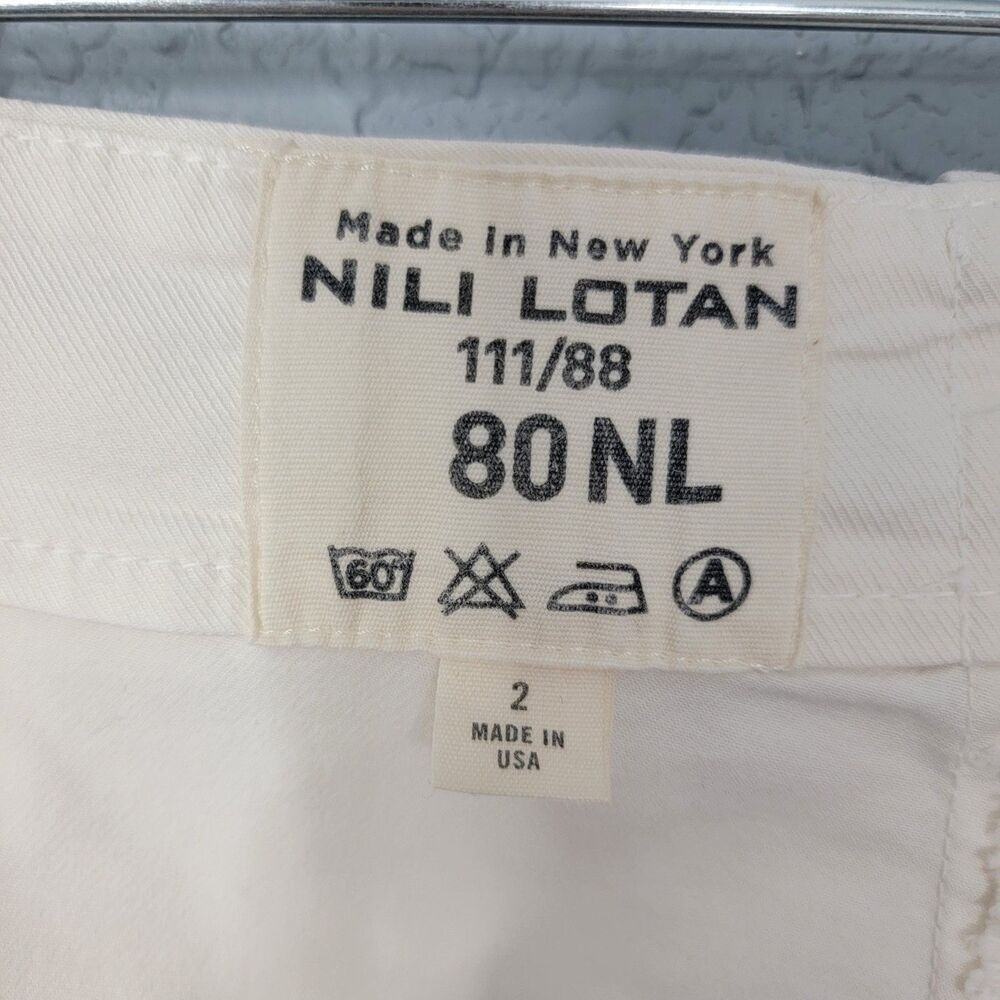 Made in New York
NILI LOTAN
111/88
80NL
60° A
2
MADE IN
USA